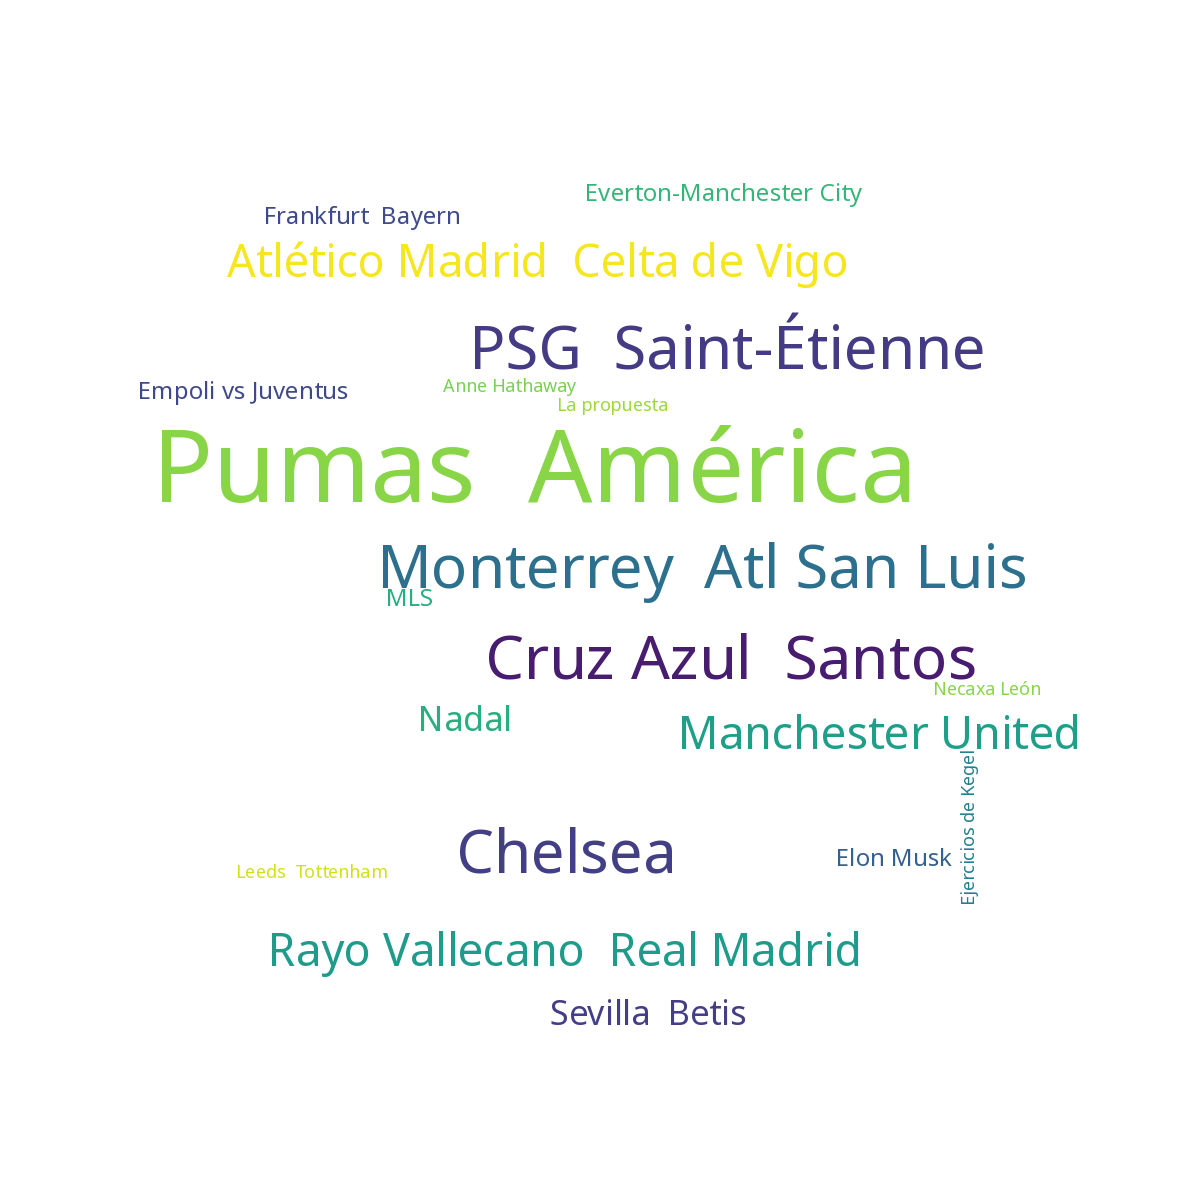 Everton-Manchester City
Frankfurt Bayern
Atlético Madrid Celta de Vigo
PSG Saint-Étienne
Empoli vs Juventus
Anne Hathaway
La propuesta
Pumas América
Monterrey Atl San Luis
MLS
Cruz Azul Santos
Necaxa León
Nadal
Manchester United
Ejercicios de Kegel
Chelsea
Elon Musk
Leeds Tottenham
Rayo Vallecano Real Madrid
Sevilla Betis